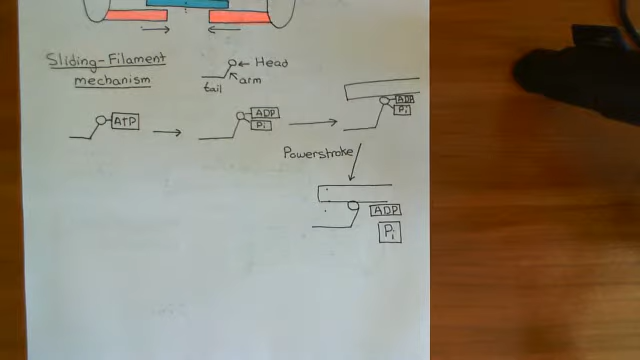 Sliding-Filament
mechanism
Head
arm
tail
ATP
ADP
Pi
ADP
Pi
Powerstroke
ADP
Pi